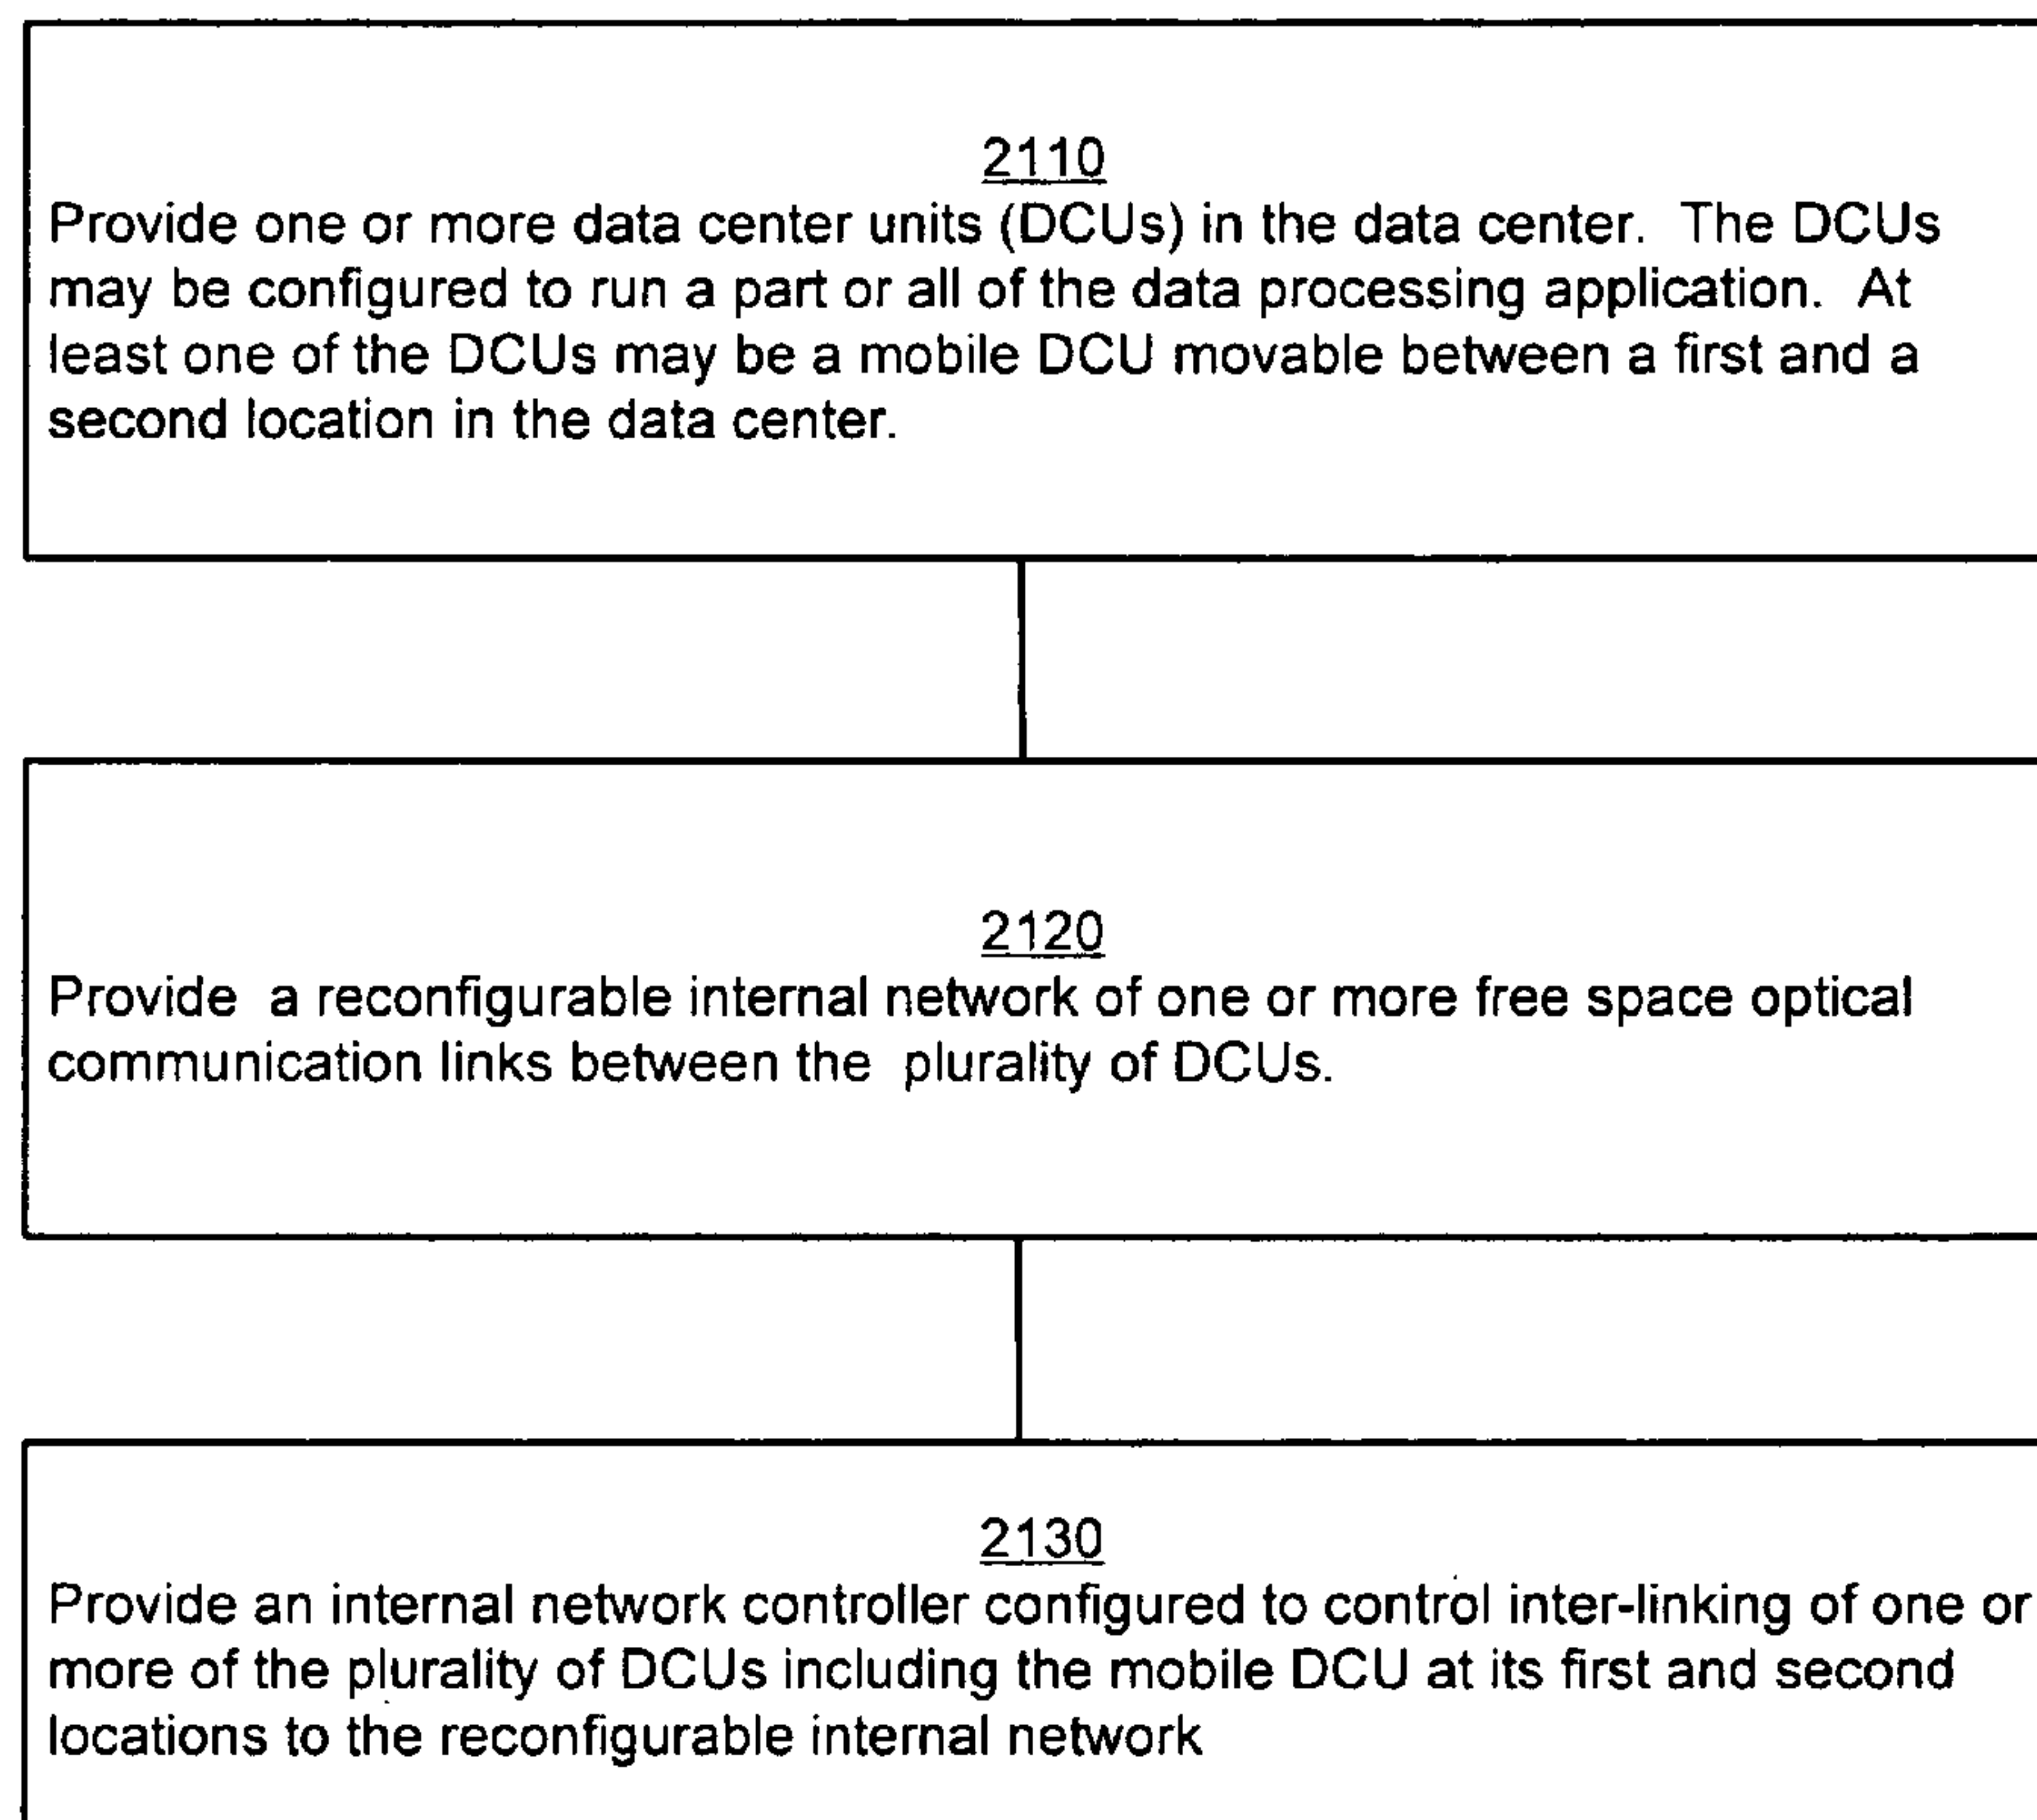 2110
Provide one or more data center units (DCUs) in the data center. The DCUs
may be configured to run a part or all of the data processing application. At
least one of the DCUs may be a mobile DCU movable between a first and a
second location in the data center.
2120
Provide a reconfigurable internal network of one or more free space optical
communication links between the plurality of DCUs.
2130
Provide an internal network controller configured to control inter-linking of one or
more of the plurality of DCUs including the mobile DCU at its first and second
locations to the reconfigurable internal network